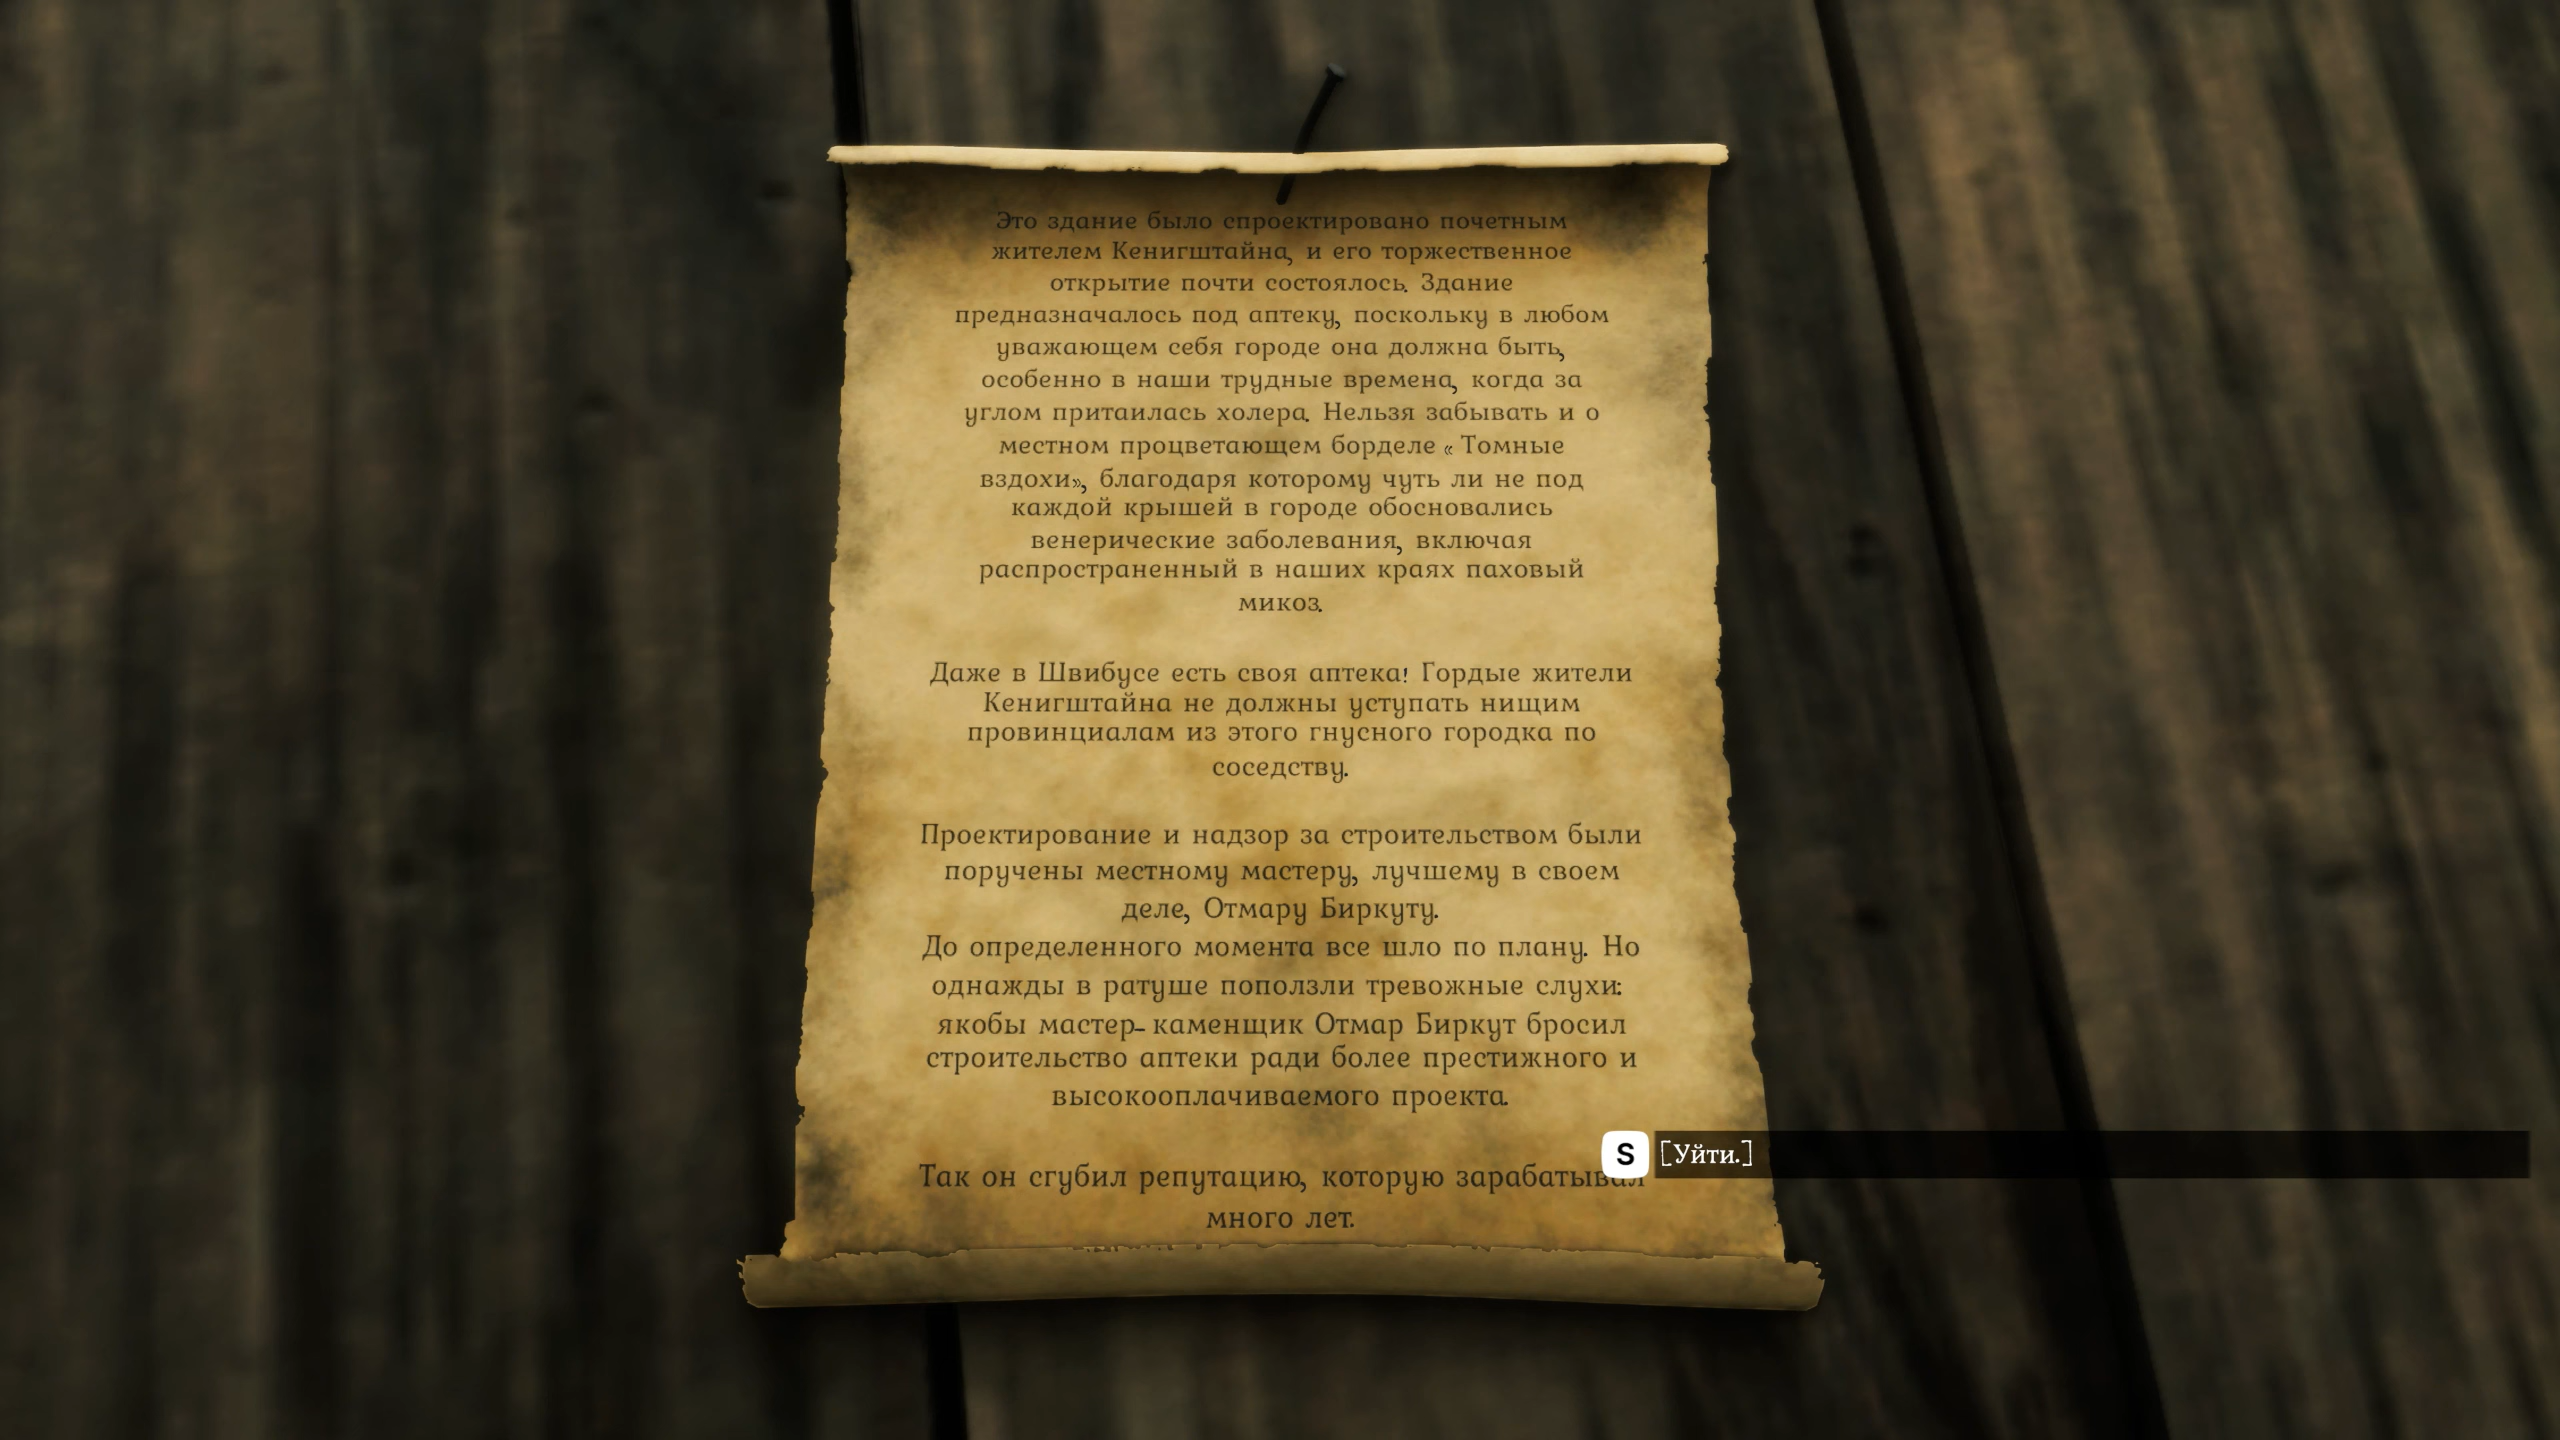 Это здание было спроектировано почетным
жителем Кенигштайна, и его торжественное
открытие почти состоялось. Здание
предназначалось под аптеку, поскольку в любом
уважающем себя городе она должна быть,
особенно в наши трудные времена, когда за
углом притаилась холера. Нельзя забывать и о
местном процветающем борделе « Томные
вздохи», благодаря которому чуть ли не под
каждой крышей в городе обосновались
венерические заболевания, включая
распространенный в наших краях паховый
микоз.
Даже в Швибусе есть своя аптека! Гордые жители
Кенигштайна не должны уступать нищим
провинциалам из этого гнусного городка по
соседству.
Проектирование и надзор за строительством были
поручены местному мастеру, лучшему в своем
деле, Отмару Биркуту.
До определенного момента все шло по плану. Но
однажды в ратуше поползли тревожные слухи:
якобы мастер- каменщик Отмар Биркут бросил
строительство аптеки ради более престижного и
высокооплачиваемого проекта.
Так он сгубил репутацию, которую зарабатывал
много лет.
S [Уйти.]